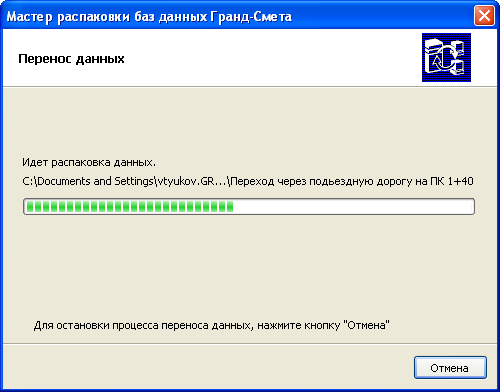 Мастер распаковки баз данных Гранд-Смета
Перенос данных
Идет распаковка данных.
C:\Documents and Settings\vtyukov.GR...\Переход через подьездную дорогу на ПК 1+40
Для остановки процесса переноса данных, нажмите кнопку "Отмена"
Отмена